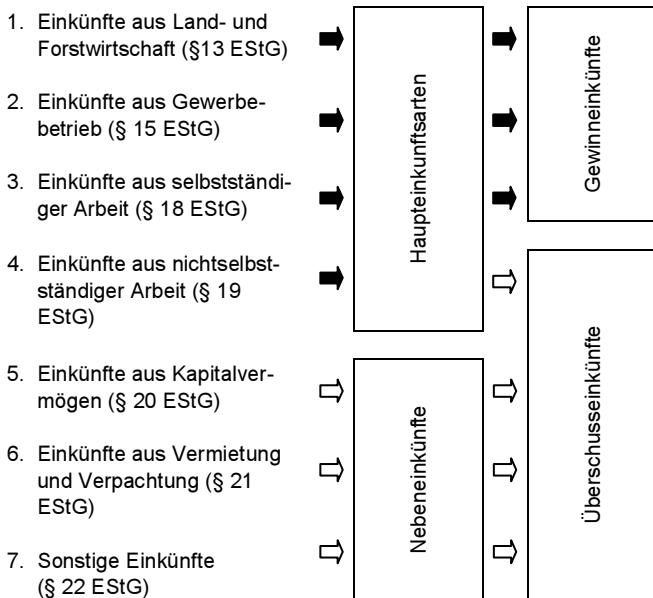 1. Einkünfte aus Land- und
Forstwirtschaft (§13 EStG)
2. Einkünfte aus Gewerbe-
betrieb (§ 15 EStG)
3. Einkünfte aus selbstständi-
ger Arbeit (§ 18 EStG)
4. Einkünfte aus nichtselbst-
ständiger Arbeit (§ 19
EStG)
5. Einkünfte aus Kapitalver-
mögen (§ 20 EStG)
6. Einkünfte aus Vermietung
und Verpachtung (§ 21
EStG)
7. Sonstige Einkünfte
(§ 22 EStG)
Haupteinkunftsarten
Nebeneinkünfte
Gewinneinkünfte
Überschusseinkünfte